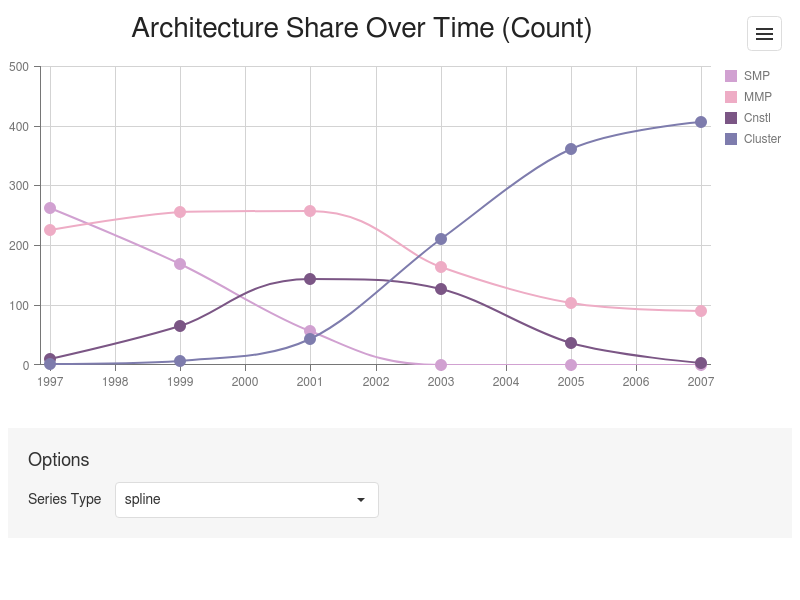 Architecture Share Over Time (Count)
500
400
300
200
100
0
1997 1998 1999 2000 2001 2002 2003 2004 2005 2006 2007
SMP
MMP
Cnstl
Cluster
Options
Series Type spline